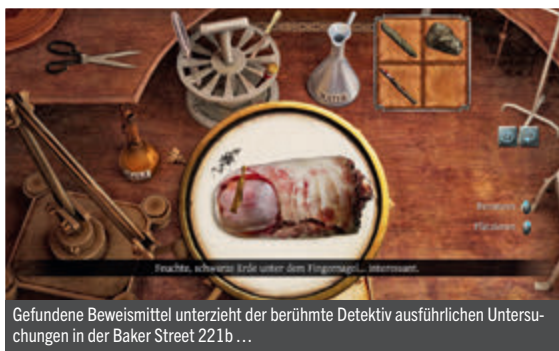 WATER
Feuchte, schwarze Erde unter dem Fingernagel... interessant.
Gefundene Beweismittel unterzieht der berühmte Detektiv ausführlichen Untersu-
chungen in der Baker Street 221b ...